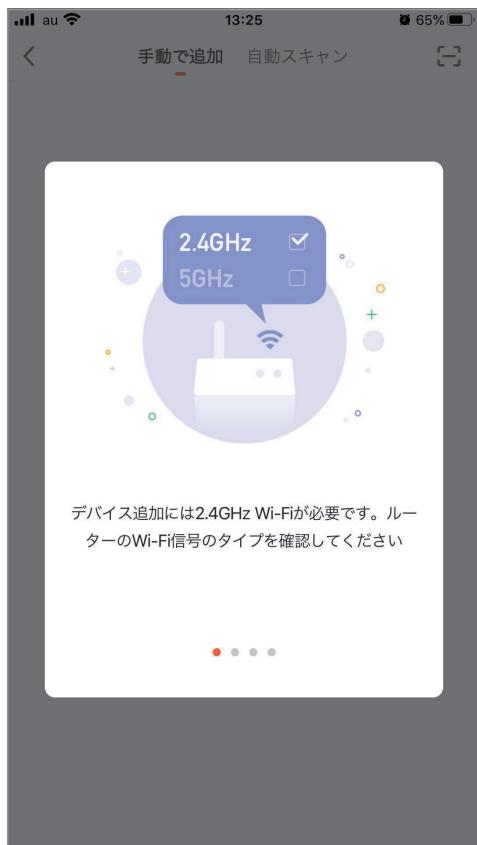 au 13:25 65%
手動で追加 自動スキャン
2.4GHz
5GHz
デバイス追加には2.4GHz Wi-Fiが必要です。ルー
ターのWi-Fi信号のタイプを確認してください